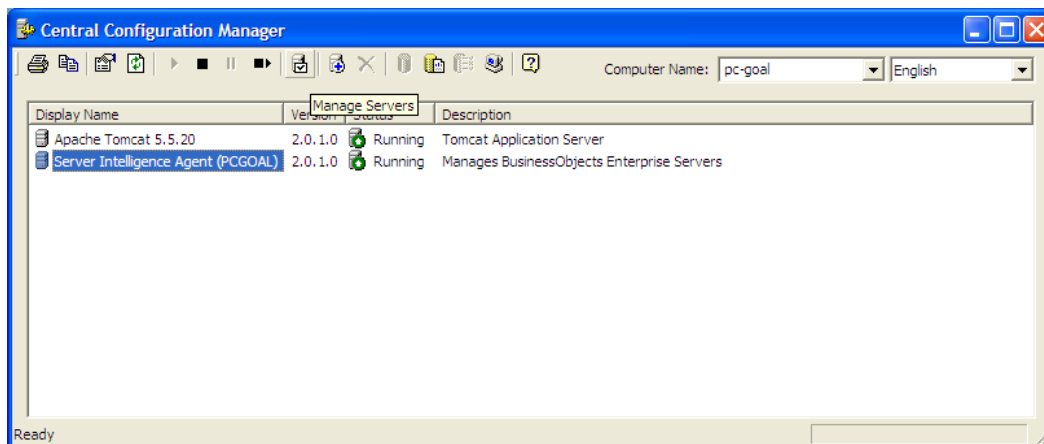 Central Configuration Manager
Computer Name: pc-goal English
Manage Servers
Display Name Version Status Description
Apache Tomcat 5.5.20 2.0.1.0 Running Tomcat Application Server
Server Intelligence Agent (PCGOAL) 2.0.1.0 Running Manages BusinessObjects Enterprise Servers
Ready